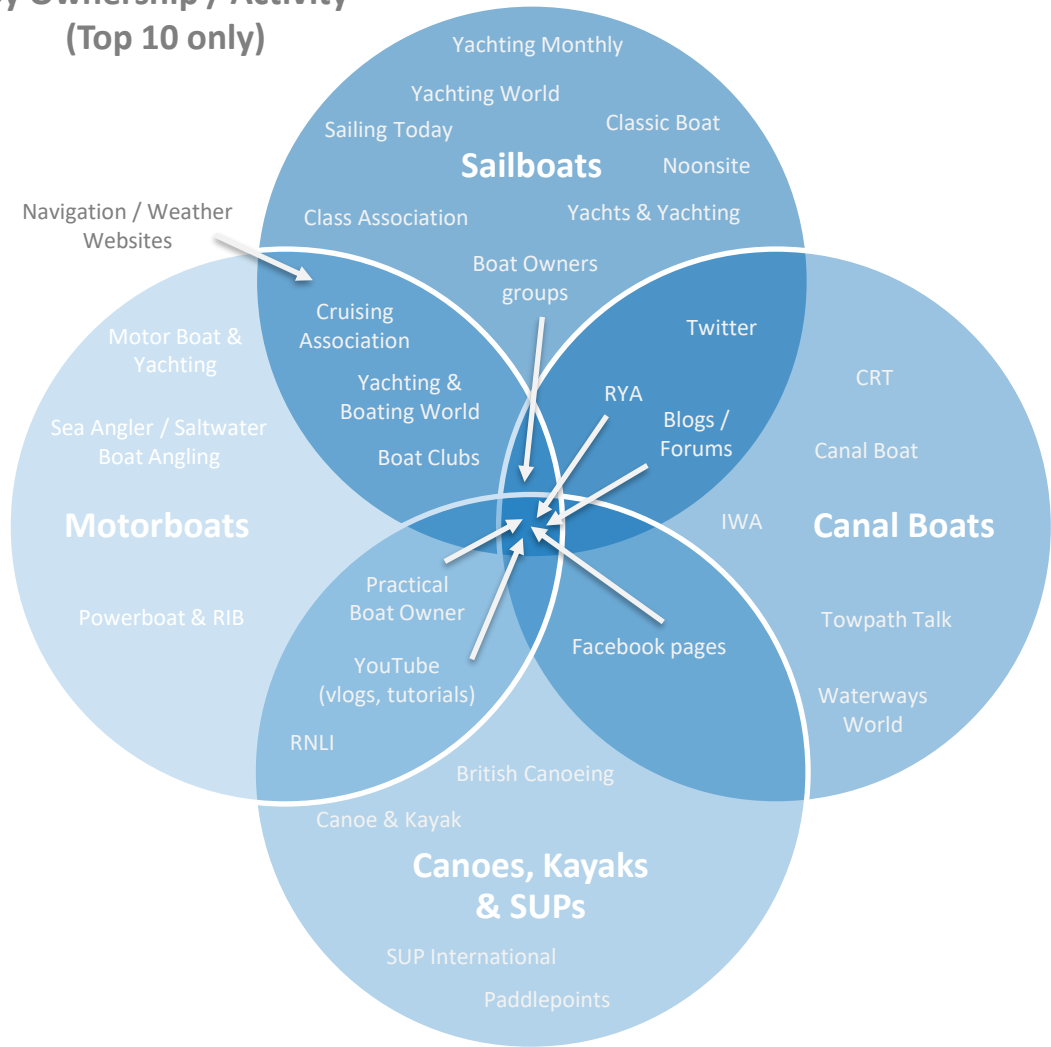 Ownership / Activity
(Top 10 only)
Yachting Monthly
Yachting World
Sailing Today
Classic Boat
Sailboats
Noonsite
Navigation / Weather
Websites
Class Association
Yachts & Yachting
Boat Owners
groups
Cruising
Association
Twitter
Motor Boat &
Yachting
Yachting &
Boating World
RYA
CRT
Blogs /
Forums
Sea Angler / Saltwater
Boat Angling
Boat Clubs
Canal Boat
Motorboats
IWA
Canal Boats
Practical
Boat Owner
Powerboat & RIB
Towpath Talk
Facebook pages
YouTube
(vlogs, tutorials)
Waterways
World
RNLI
British Canoeing
Canoe & Kayak
Canoes, Kayaks
& SUPs
SUP International
Paddlepoints